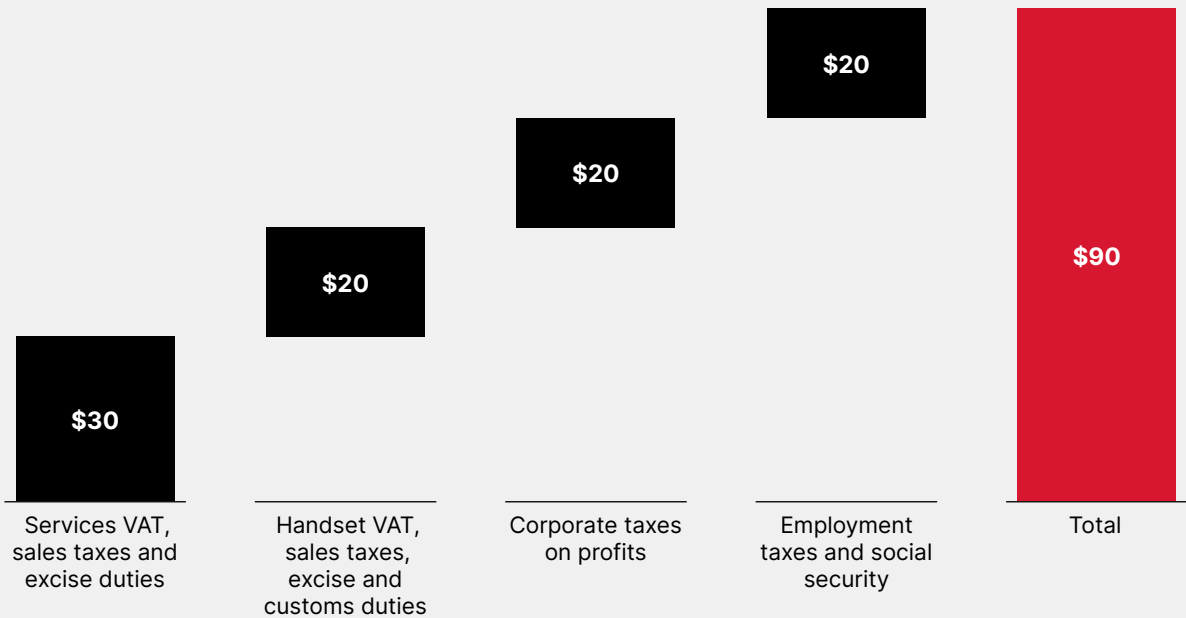 $20
$20
$20
$30
$90
Services VAT,
sales taxes and
excise duties
Handset VAT,
sales taxes,
excise and
customs duties
Corporate taxes
on profits
Employment
taxes and social
security
Total